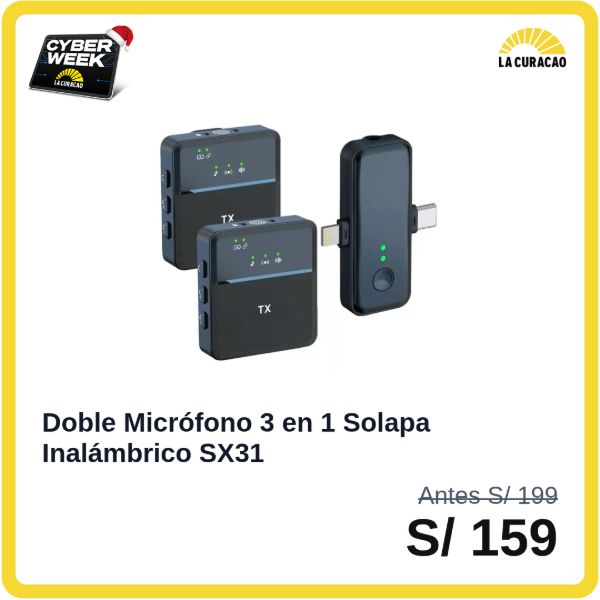 CYBER
WEEK
LA CURACAO
LA CURACAO
TX
TX
Doble Micrófono 3 en 1 Solapa
Inalámbrico SX31
Antes S/ 199
S/ 159